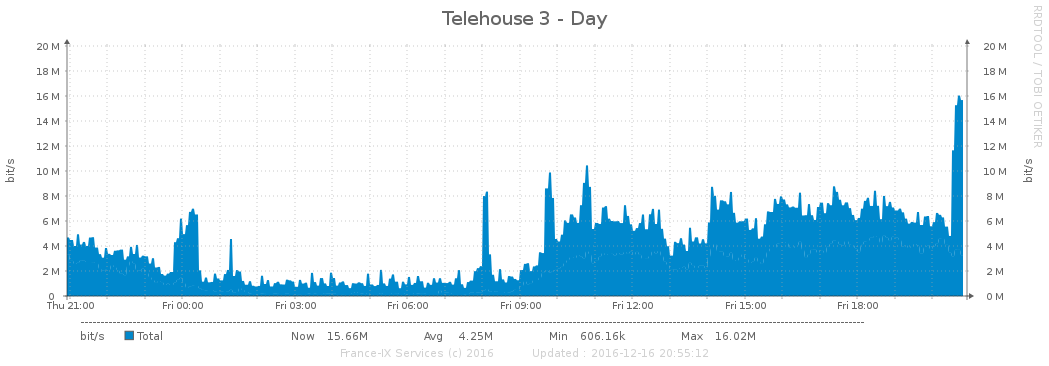 Telehouse 3 - Day
RRDTOOL / TOBI OETIKER
bit/s
bit/s
20 M 20 M
18 M 18 M
16 M 16 M
14 M 14 M
12 M 12 M
10 M 10 M
8 M 8 M
6 M 6 M
4 M 4 M
2 M 2 M
0 0 M
Thu 21:00 Fri 00:00 Fri 03:00 Fri 06:00 Fri 09:00 Fri 12:00 Fri 15:00 Fri 18:00
bit/s Total Now 15.66M Avg 4.25M Min 606.16k Max 16.02M
France-IX Services (c) 2016 Updated : 2016-12-16 20:55:12